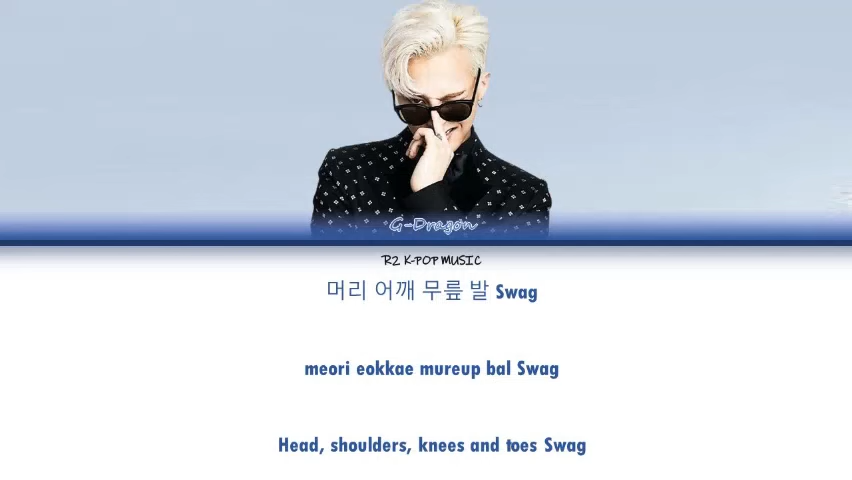 G-Dragon
R2 K-POP MUSIC
머리 어깨 무릎 발 Swag
meori eokkae mureup bal Swag
Head, shoulders, knees and toes Swag